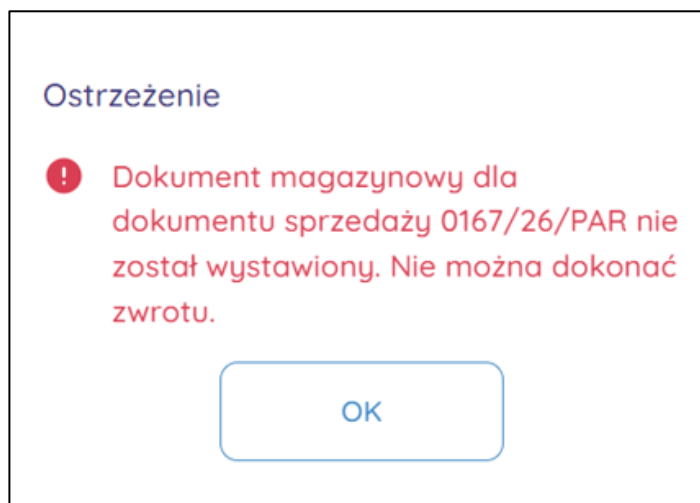 Ostrzeżenie
Dokument magazynowy dla
dokumentu sprzedaży 0167/26/PAR nie
został wystawiony. Nie można dokonać
zwrotu.
OK